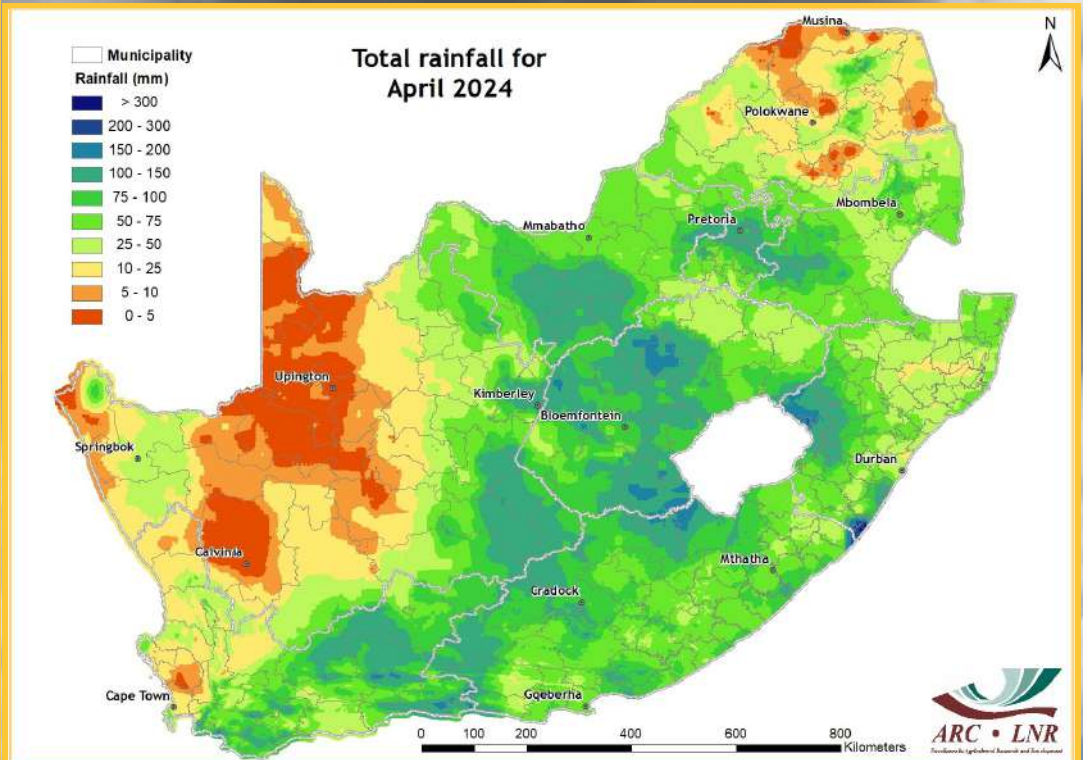 Total rainfall for
April 2024
Municipality
Rainfall (mm)
> 300
200 - 300
150 - 200
100 - 150
75 - 100
50 - 75
25 - 50
10 - 25
5 - 10
0 - 5
N
Musina
Polokwane
Mbombela
Pretoria
Mmabatho
Upington
Kimberley
Bloemfontein
Springbok
Durban
Calvinia
Mthatha
Cradock
Cape Town
Gqeberha
100 50 0 100 200 400 600 800
Kilometers
ARC • LNR